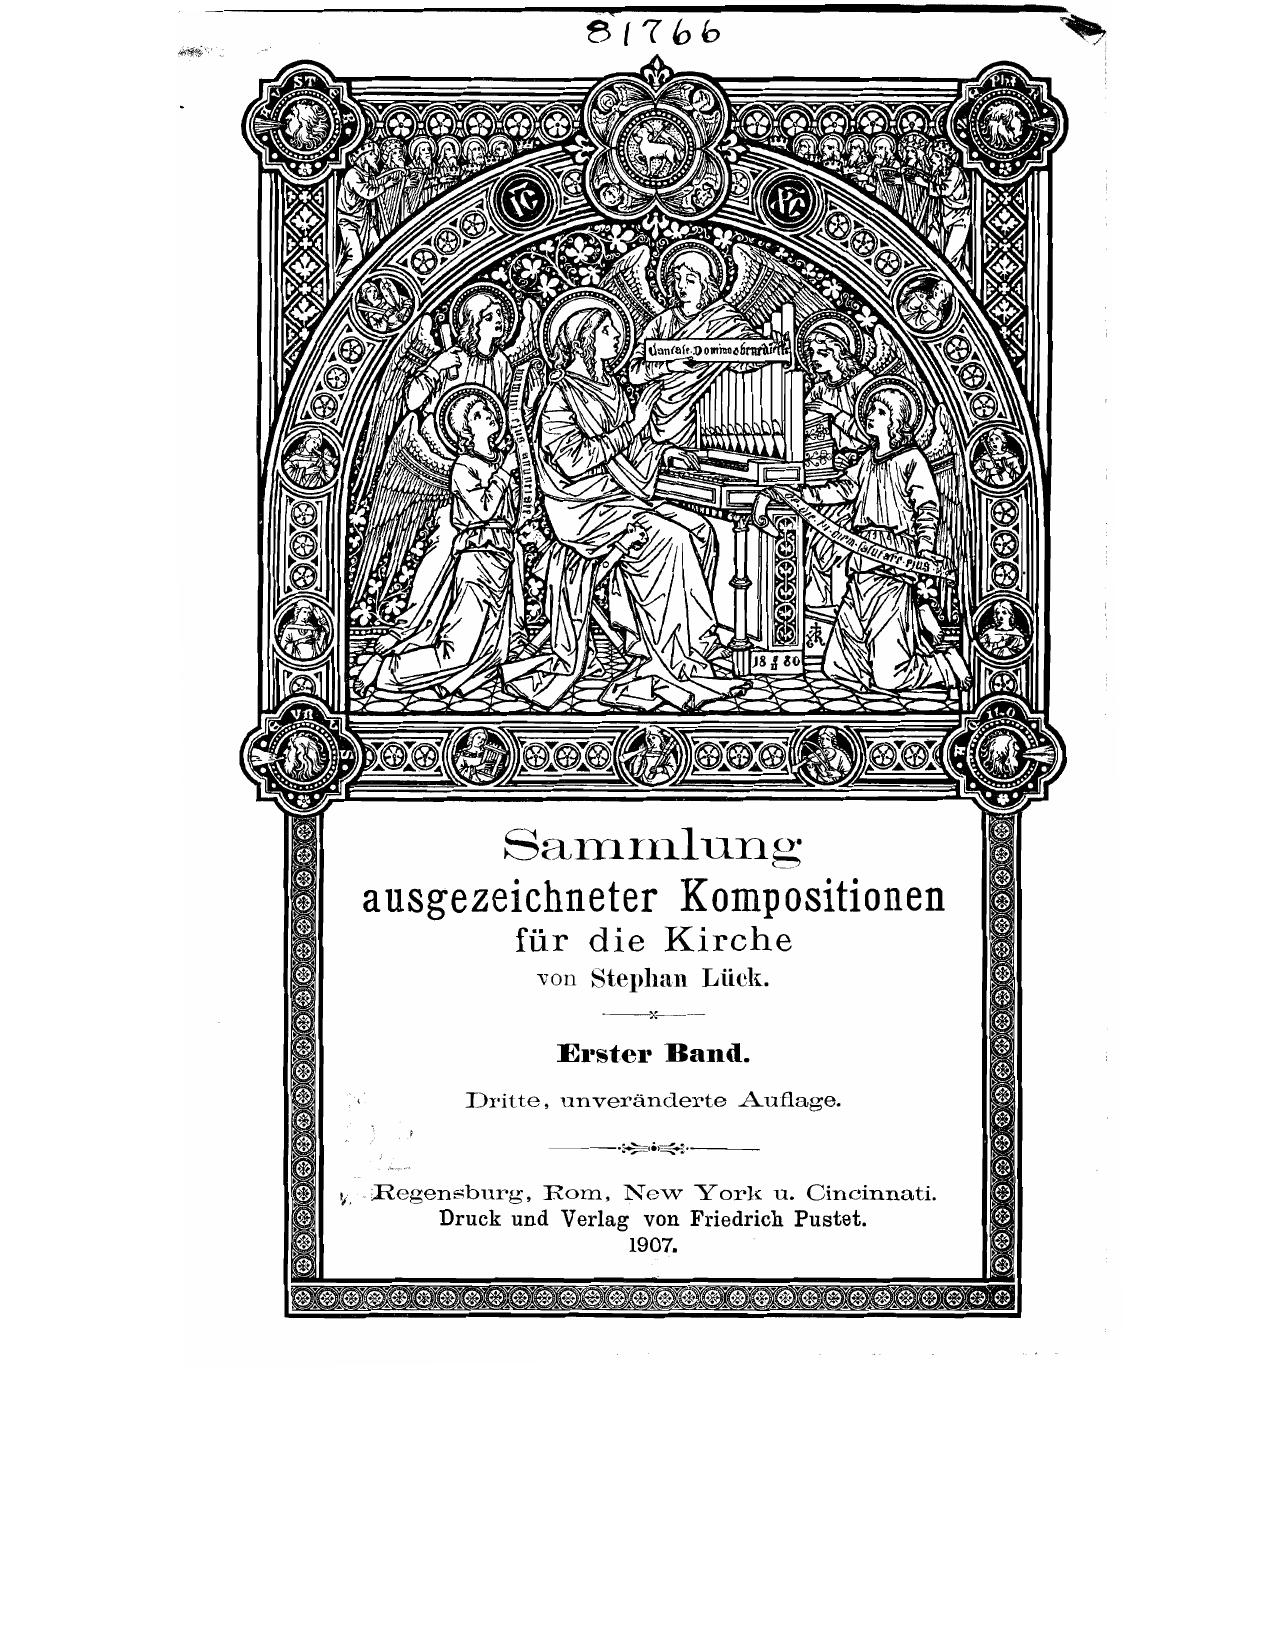 81766
Cantate Domino
Sammlung
ausgezeichneter Kompositionen
für die Kirche
von Stephan Lück.
Erster Band.
Dritte, unveränderte Auflage.
Regensburg, Rom, New York u. Cincinnati.
Druck und Verlag von Friedrich Pustet.
1907.